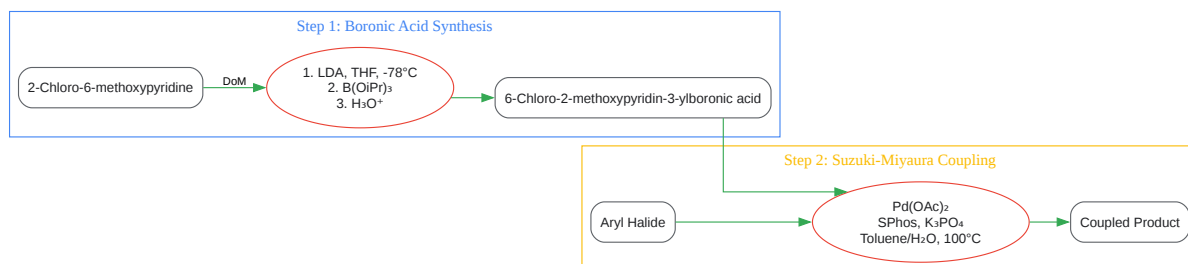 Step 1: Boronic Acid Synthesis
2-Chloro-6-methoxypyridine
DoM
1. LDA, THF, -78°C
2. B(OiPr)₃
3. H₃O⁺
6-Chloro-2-methoxypyridin-3-ylboronic acid
Step 2: Suzuki-Miyaura Coupling
Aryl Halide
Pd(OAc)₂
SPhos, K₃PO₄
Toluene/H₂O, 100°C
Coupled Product